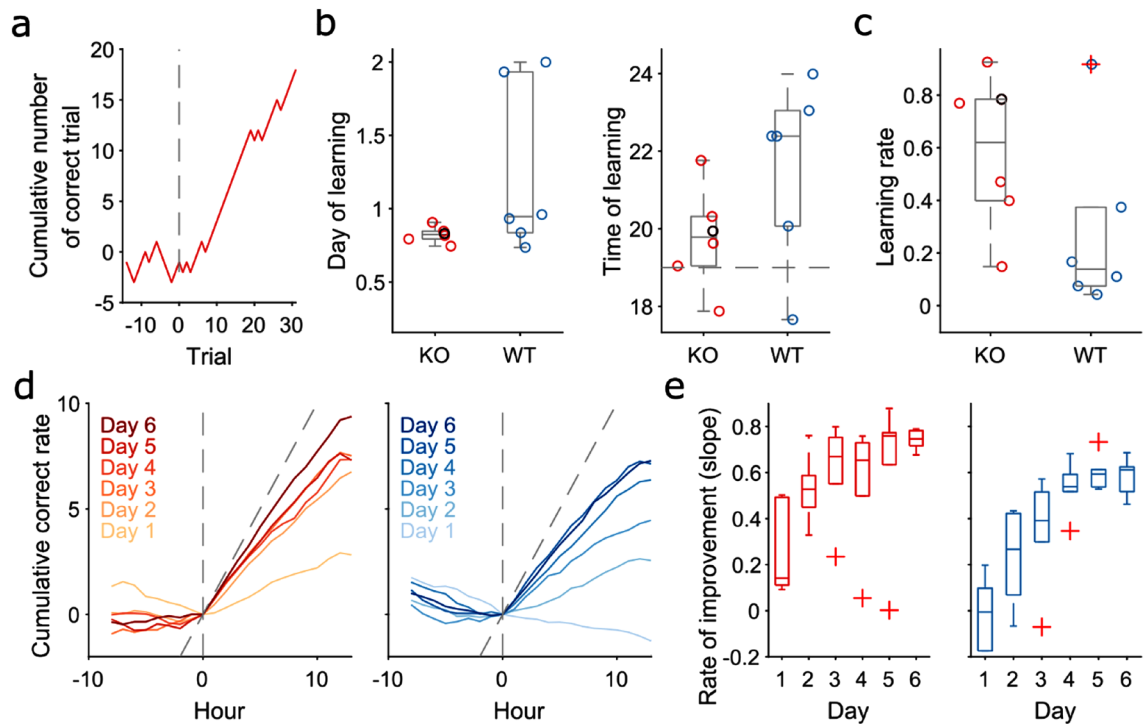 a
Cumulative number
of correct trial
20
15
10
5
0
-5
-10 0 10 20 30
Trial
b
Day of learning
2
1.5
1
0.5
KO WT
Time of learning
24
22
20
18
KO WT
c
Learning rate
0.8
0.6
0.4
0.2
0
KO WT
d
Cumulative correct rate
10
5
0
Day 6
Day 5
Day 4
Day 3
Day 2
Day 1
-10 0 10
Hour
Day 6
Day 5
Day 4
Day 3
Day 2
Day 1
-10 0 10
Hour
e
Rate of improvement (slope)
0.8
0.6
0.4
0.2
0
-0.2
1 2 3 4 5 6
Day
1 2 3 4 5 6
Day